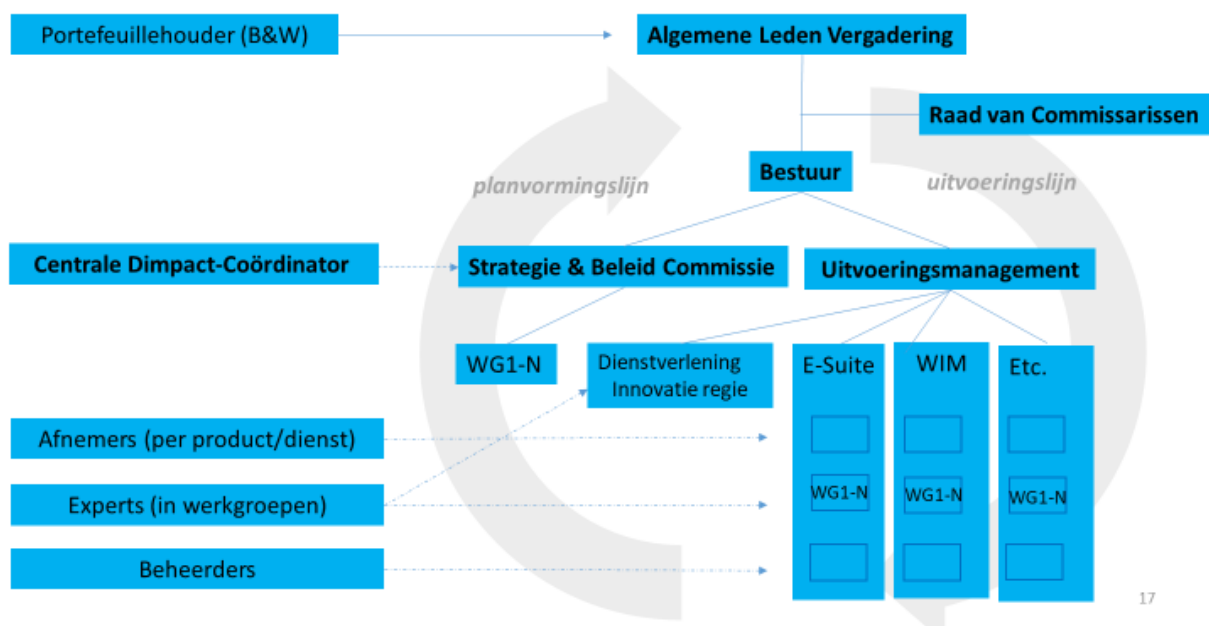 Portefeuillehouder (B&W)
Algemene Leden Vergadering
Raad van Commissarissen
Bestuur
planvormingslijn
uitvoeringslijn
Centrale Dimpact-Coördinator
Strategie & Beleid Commissie
Uitvoeringsmanagement
WG1-N
Dienstverlening
Innovatie regie
E-Suite
WIM
Etc.
Afnemers (per product/dienst)
Experts (in werkgroepen)
WG1-N
WG1-N
WG1-N
Beheerders
17